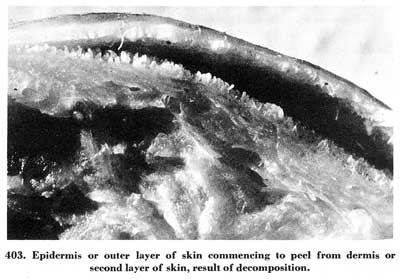 403. Epidermis or outer layer of skin commencing to peel from dermis or
second layer of skin, result of decomposition.